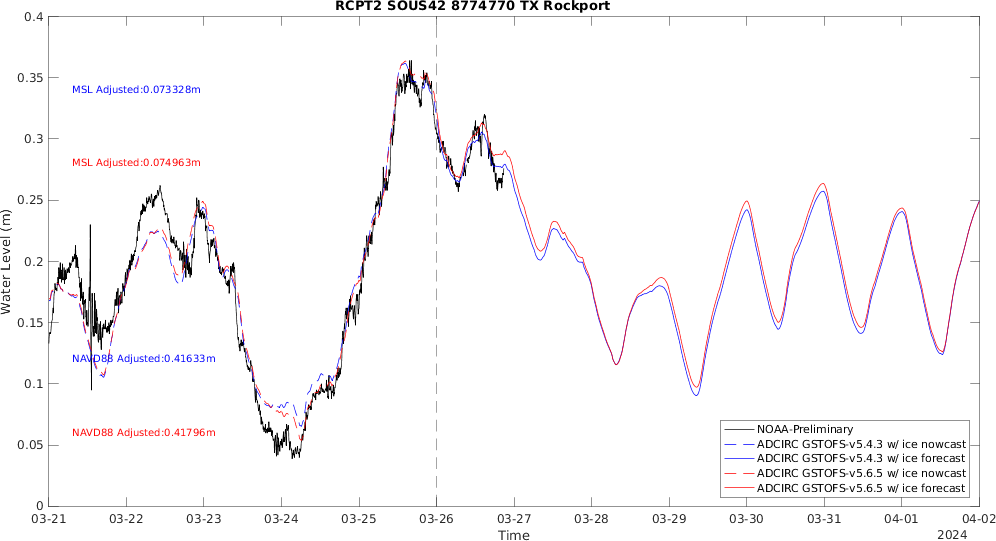 RCPT2 SOUS42 8774770 TX Rockport
0.4
0.35
0.3
0.25
0.2
0.15
0.1
0.05
0
Water Level (m)
MSL Adjusted:0.073328m
MSL Adjusted:0.074963m
NAVD88 Adjusted:0.41633m
NAVD88 Adjusted:0.41796m
NOAA-Preliminary
ADCIRC GSTOFS-v5.4.3 w/ ice nowcast
ADCIRC GSTOFS-v5.4.3 w/ ice forecast
ADCIRC GSTOFS-v5.6.5 w/ ice nowcast
ADCIRC GSTOFS-v5.6.5 w/ ice forecast
03-21 03-22 03-23 03-24 03-25 03-26 03-27 03-28 03-29 03-30 03-31 04-01 04-02
Time
2024